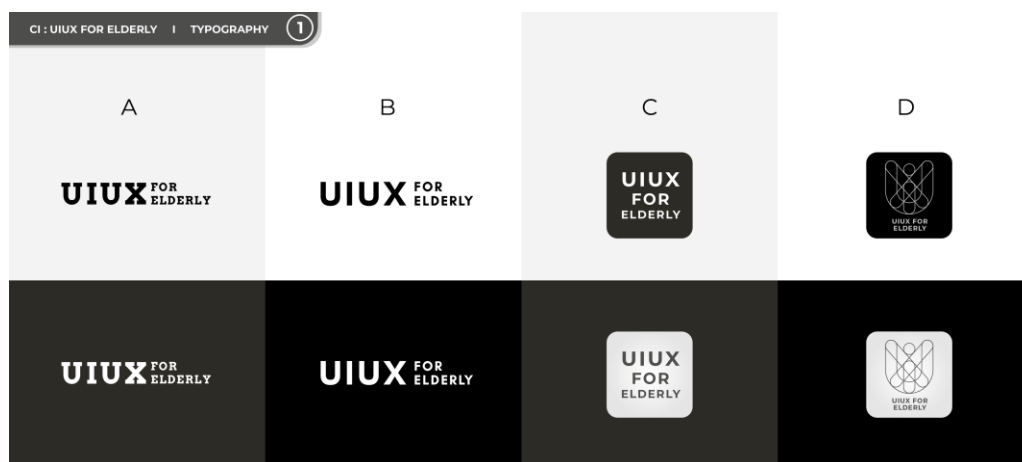 CI : UIUX FOR ELDERLY I TYPOGRAPHY 1
A B C D
UIUX FOR
ELDERLY
UIUX FOR
ELDERLY
UIUX
FOR
ELDERLY
UIUX FOR
ELDERLY
UIUX FOR
ELDERLY
UIUX FOR
ELDERLY
UIUX
FOR
ELDERLY
UIUX FOR
ELDERLY